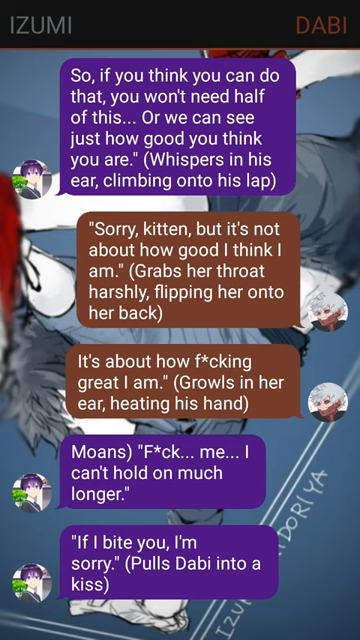 IZUMI
DABI
So, if you think you can do
that, you won't need half
of this... Or we can see
just how good you think
you are." (Whispers in his
ear, climbing onto his lap)
"Sorry, kitten, but it's not
about how good I think I
am." (Grabs her throat
harshly, flipping her onto
her back)
It's about how f*cking
great I am." (Growls in her
ear, heating his hand)
Moans) "F*ck... me... I
can't hold on much
longer."
"If I bite you, I'm
sorry." (Pulls Dabi into a
kiss)